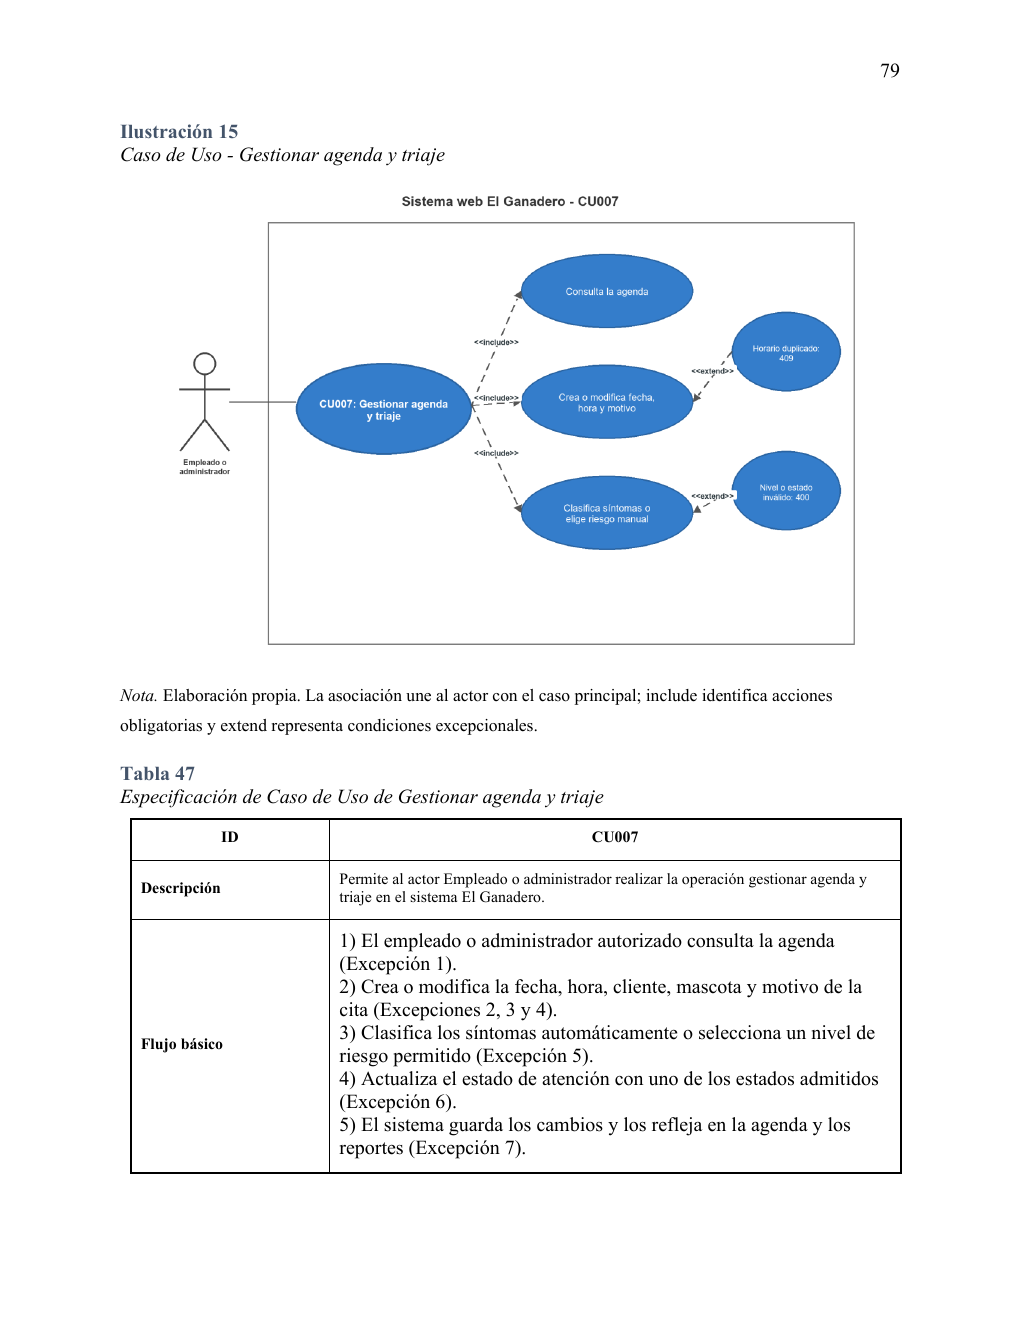 79
Ilustración 15
Caso de Uso - Gestionar agenda y triaje
Sistema web El Ganadero - CU007
Consulta la agenda
<<include>>
Horario duplicado:
409
<<extend>>
CU007: Gestionar agenda
y triaje
<<include>>
Crea o modifica fecha,
hora y motivo
Empleado o
administrador
<<include>>
Nivel o estado
inválido: 400
<<extend>>
Clasifica síntomas o
elige riesgo manual
Nota. Elaboración propia. La asociación une al actor con el caso principal; include identifica acciones
obligatorias y extend representa condiciones excepcionales.
Tabla 47
Especificación de Caso de Uso de Gestionar agenda y triaje
ID
CU007
Descripción
Permite al actor Empleado o administrador realizar la operación gestionar agenda y
triaje en el sistema El Ganadero.
Flujo básico
1) El empleado o administrador autorizado consulta la agenda
(Excepción 1).
2) Crea o modifica la fecha, hora, cliente, mascota y motivo de la
cita (Excepciones 2, 3 y 4).
3) Clasifica los síntomas automáticamente o selecciona un nivel de
riesgo permitido (Excepción 5).
4) Actualiza el estado de atención con uno de los estados admitidos
(Excepción 6).
5) El sistema guarda los cambios y los refleja en la agenda y los
reportes (Excepción 7).